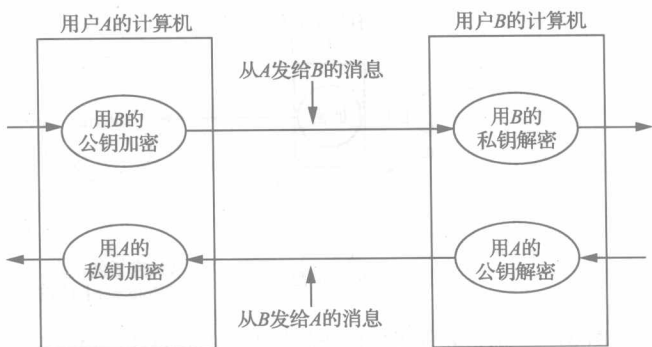 用户A的计算机
用户B的计算机
从A发给B的消息
用B的
公钥加密
用B的
私钥解密
用A的
私钥加密
用A的
公钥解密
从B发给A的消息